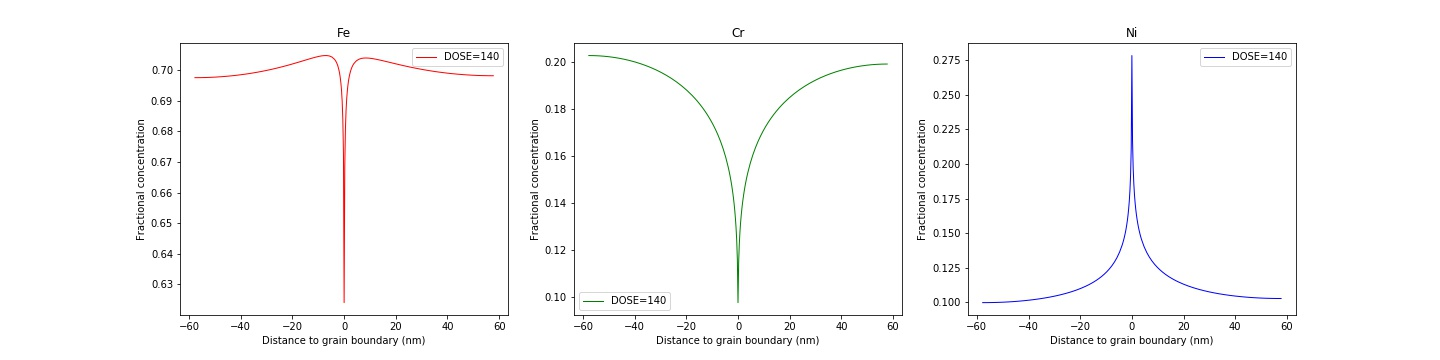 Fe
DOSE=140
Fractional concentration
0.70
0.69
0.68
0.67
0.66
0.65
0.64
0.63
−60 −40 −20 0 20 40 60
Distance to grain boundary (nm)
Cr
DOSE=140
Fractional concentration
0.20
0.18
0.16
0.14
0.12
0.10
−60 −40 −20 0 20 40 60
Distance to grain boundary (nm)
Ni
DOSE=140
Fractional concentration
0.275
0.250
0.225
0.200
0.175
0.150
0.125
0.100
−60 −40 −20 0 20 40 60
Distance to grain boundary (nm)